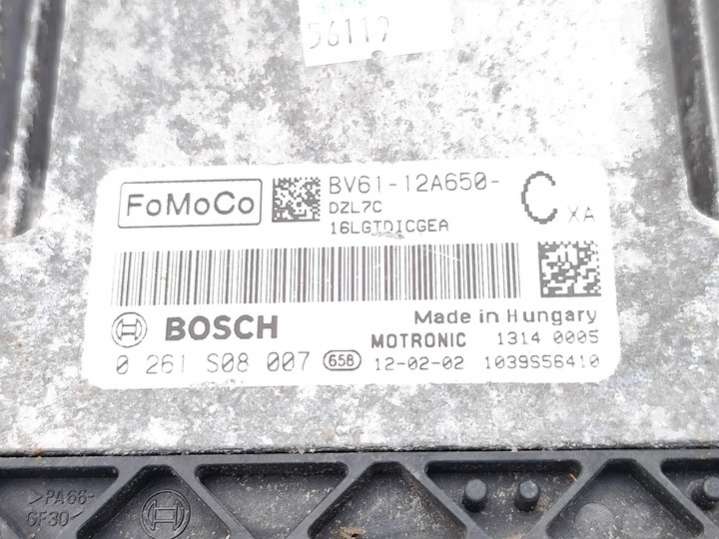 56119
FoMoCo
BV61-12A650-
C XA
DZL7C
16LGTDICGEA
BOSCH
Made in Hungary
MOTRONIC 1314 0005
0 261 S08 007 658 12-02-02 1039S56410
>PA66-
GF30<